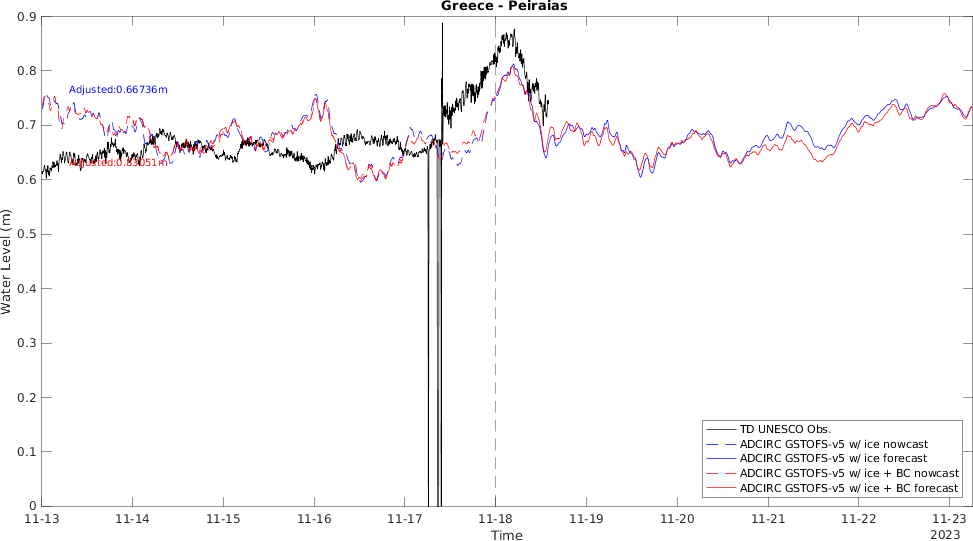 Greece - Peiraias
0.9
0.8
0.7
0.6
0.5
0.4
0.3
0.2
0.1
0
Water Level (m)
Adjusted:0.66736m
Adjusted:0.83051m
TD UNESCO Obs.
ADCIRC GSTOFS-v5 w/ ice nowcast
ADCIRC GSTOFS-v5 w/ ice forecast
ADCIRC GSTOFS-v5 w/ ice + BC nowcast
ADCIRC GSTOFS-v5 w/ ice + BC forecast
11-13 11-14 11-15 11-16 11-17 11-18 11-19 11-20 11-21 11-22 11-23
2023
Time